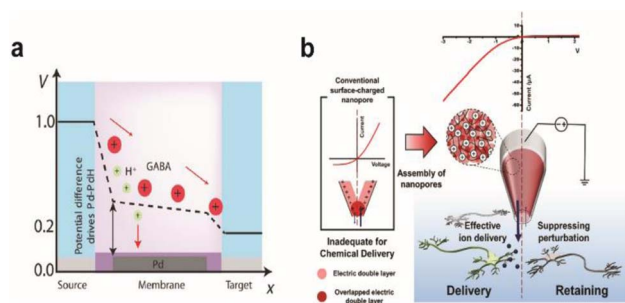 a
V
1.0
0.2
0.0
Potential difference
drives Pd-PdH
H+
GABA
+
+
+
+
+
+
+
Pd
Source
Membrane
Target
X
b
Conventional
surface-charged
nanopore
Current
Voltage
Inadequate for
Chemical Delivery
Electric double layer
Overlapped electric
double layer
Assembly of
nanopores
V
Current /μA
Effective
ion delivery
Suppressing
perturbation
Delivery
Retaining